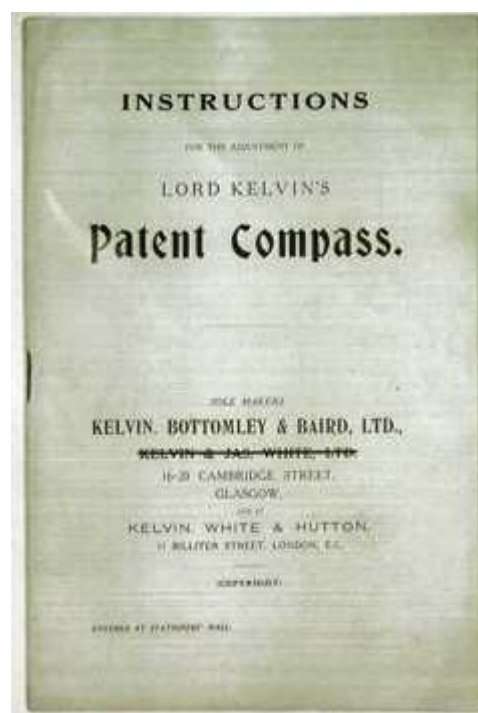 INSTRUCTIONS
FOR THE ADJUSTMENT OF
LORD KELVIN'S
Patent Compass.
SOLE MAKERS
KELVIN, BOTTOMLEY & BAIRD, LTD.,
KELVIN & JAS. WHITE, LTD.
16-20 CAMBRIDGE STREET,
GLASGOW,
AND AT
KELVIN, WHITE & HUTTON,
11 BILLITER STREET, LONDON, E.C.
(COPYRIGHT)
ENTERED AT STATIONERS' HALL.